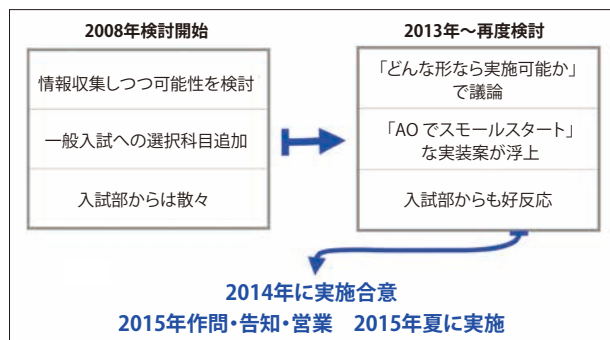 2008年検討開始
情報収集しつつ可能性を検討
一般入試への選択科目追加
入試部からは散々
2013年〜再度検討
「どんな形なら実施可能か」
で議論
「AOでスモールスタート」
な実装案が浮上
入試部からも好反応
2014年に実施合意
2015年作問・告知・営業　2015年夏に実施